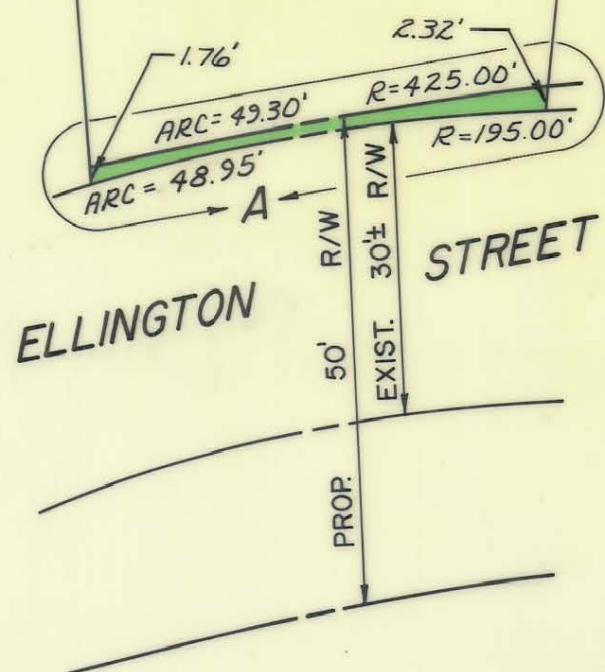 1.76'
2.32'
ARC= 49.30'
R=425.00'
ARC = 48.95'
R=195.00'
A
ELLINGTON STREET
PROP. 50' R/W
EXIST. 30'± R/W